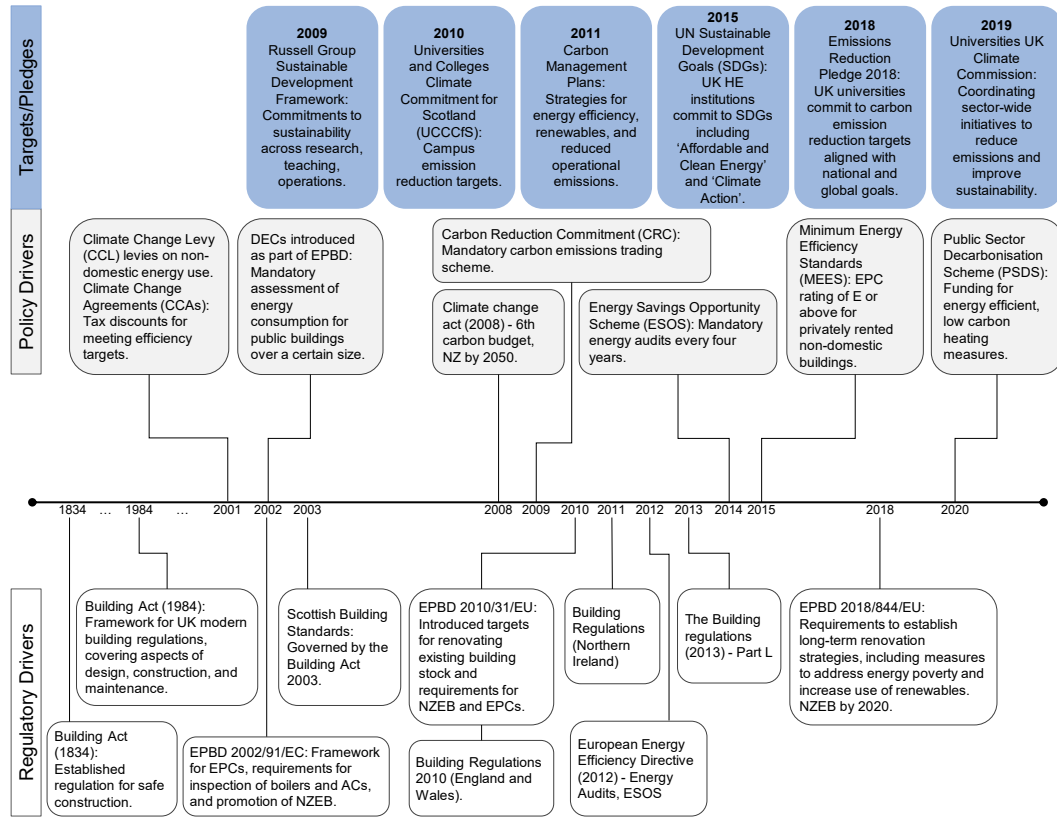 Targets/Pledges
2009
Russell Group
Sustainable
Development
Framework:
Commitments to
sustainability
across research,
teaching,
operations.
2010
Universities
and Colleges
Climate
Commitment for
Scotland
(UCCCfS):
Campus
emission
reduction targets.
2011
Carbon
Management
Plans:
Strategies for
energy efficiency,
renewables, and
reduced
operational
emissions.
2015
UN Sustainable
Development
Goals (SDGs):
UK HE
institutions
commit to SDGs
including
‘Affordable and
Clean Energy’
and ‘Climate
Action’.
2018
Emissions
Reduction
Pledge 2018:
UK universities
commit to carbon
emission
reduction targets
aligned with
national and
global goals.
2019
Universities UK
Climate
Commission:
Coordinating
sector-wide
initiatives to
reduce
emissions and
improve
sustainability.
Policy Drivers
Climate Change Levy
(CCL) levies on non-
domestic energy use.
Climate Change
Agreements (CCAs):
Tax discounts for
meeting efficiency
targets.
DECs introduced
as part of EPBD:
Mandatory
assessment of
energy
consumption for
public buildings
over a certain size.
Carbon Reduction Commitment (CRC):
Mandatory carbon emissions trading
scheme.
Climate change
act (2008) - 6th
carbon budget,
NZ by 2050.
Energy Savings Opportunity
Scheme (ESOS): Mandatory
energy audits every four
years.
Minimum Energy
Efficiency
Standards
(MEES): EPC
rating of E or
above for
privately rented
non-domestic
buildings.
Public Sector
Decarbonisation
Scheme (PSDS):
Funding for
energy efficient,
low carbon
heating
measures.
1834 ... 1984 ... 2001 2002 2003 2008 2009 2010 2011 2012 2013 2014 2015 2018 2020
Regulatory Drivers
Building Act (1984):
Framework for UK modern
building regulations,
covering aspects of
design, construction, and
maintenance.
Scottish Building
Standards:
Governed by the
Building Act
2003.
EPBD 2010/31/EU:
Introduced targets
for renovating
existing building
stock and
requirements for
NZEB and EPCs.
Building
Regulations
(Northern
Ireland)
The Building
regulations
(2013) - Part L
EPBD 2018/844/EU:
Requirements to establish
long-term renovation
strategies, including measures
to address energy poverty and
increase use of renewables.
NZEB by 2020.
Building Act
(1834):
Established
regulation for safe
construction.
EPBD 2002/91/EC: Framework
for EPCs, requirements for
inspection of boilers and ACs,
and promotion of NZEB.
Building Regulations
2010 (England and
Wales).
European Energy
Efficiency Directive
(2012) - Energy
Audits, ESOS